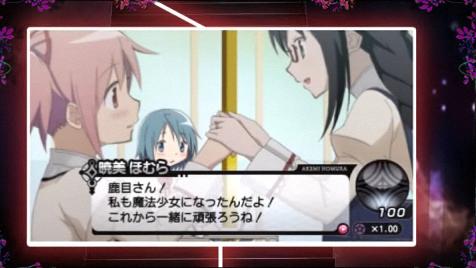 暁美 ほむら
AKEMI HOMURA
鹿目さん！
私も魔法少女になったんだよ！
これから一緒に頑張ろうね！
100
×1.00